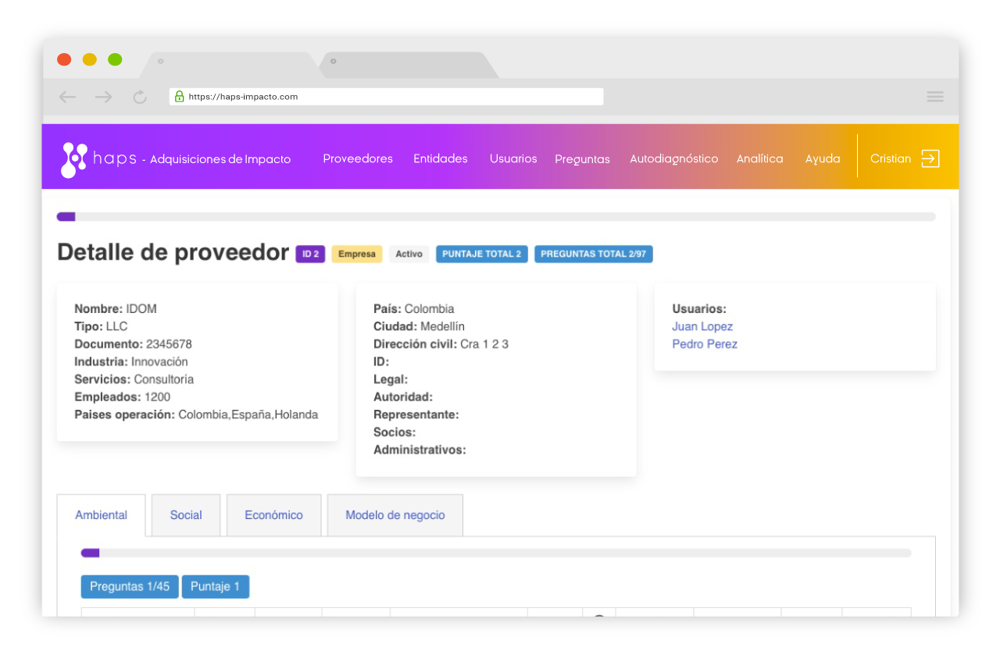 https://haps-impacto.com
haps - Adquisiciones de Impacto Proveedores Entidades Usuarios Preguntas Autodiagnóstico Analítica Ayuda Cristian
Detalle de proveedor ID 2 Empresa Activo PUNTAJE TOTAL 2 PREGUNTAS TOTAL 2/97
Nombre: IDOM
Tipo: LLC
Documento: 2345678
Industria: Innovación
Servicios: Consultoría
Empleados: 1200
Paises operación: Colombia,España,Holanda
País: Colombia
Ciudad: Medellín
Dirección civil: Cra 1 2 3
ID:
Legal:
Autoridad:
Representante:
Socios:
Administrativos:
Usuarios:
Juan Lopez
Pedro Perez
Ambiental Social Económico Modelo de negocio
Preguntas 1/45 Puntaje 1